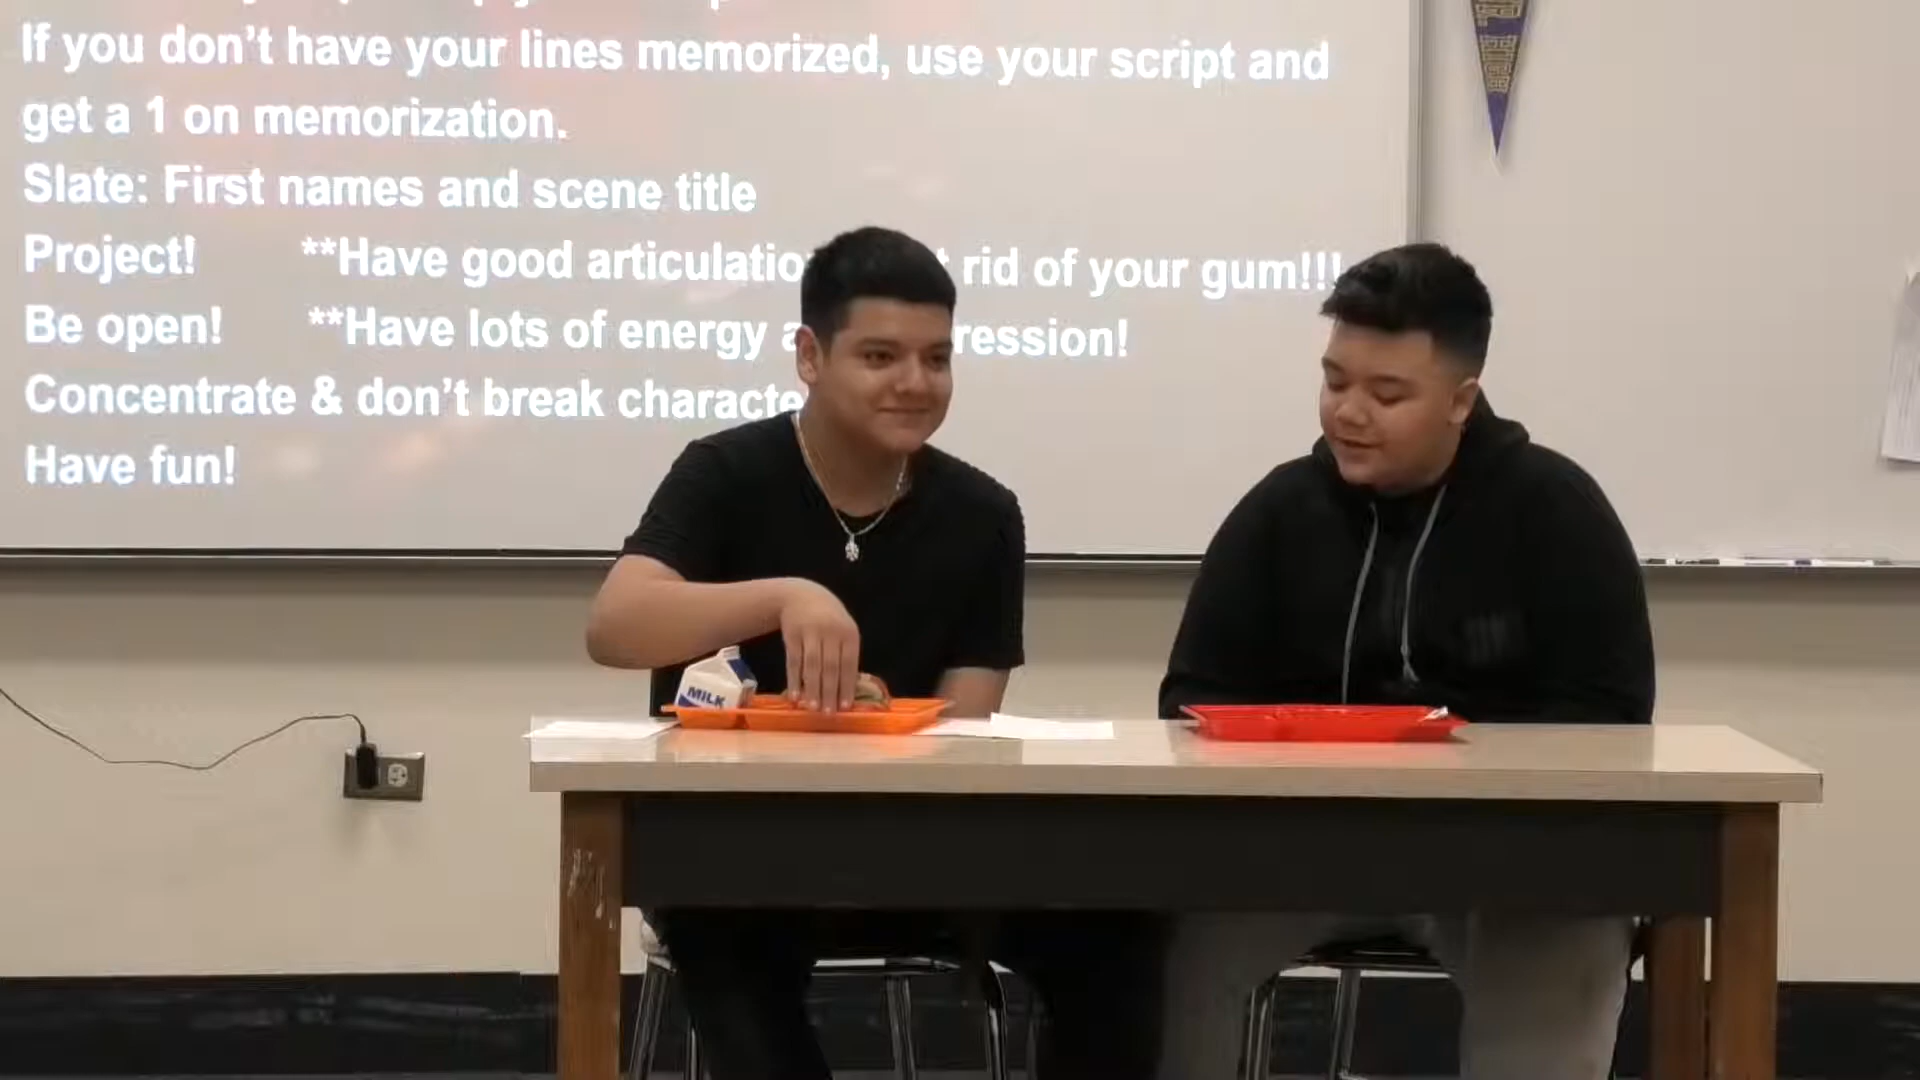 If you don't have your lines memorized, use your script and
get a 1 on memorization.
Slate: First names and scene title
Project! **Have good articulatio rid of your gum!!!
Be open! **Have lots of energy a ression!
Concentrate & don't break characte
Have fun!
MILK